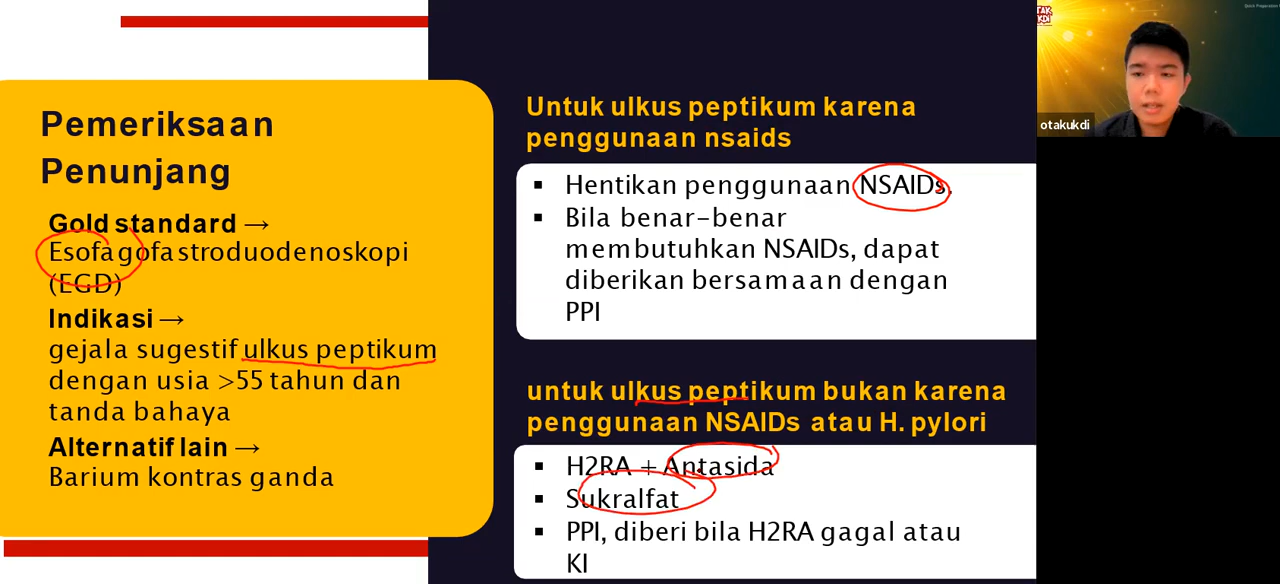 Pemeriksaan
Penunjang
Gold standard →
Esofagofastroduodenoskopi
(EGD)
Indikasi →
gejala sugestif ulkus peptikum
dengan usia >55 tahun dan
tanda bahaya
Alternatif lain →
Barium kontras ganda
Untuk ulkus peptikum karena
penggunaan nsaids
▪ Hentikan penggunaan NSAIDs.
▪ Bila benar-benar
membutuhkan NSAIDs, dapat
diberikan bersamaan dengan
PPI
untuk ulkus peptikum bukan karena
penggunaan NSAIDs atau H. pylori
▪ H2RA + Antasida
▪ Sukralfat
▪ PPI, diberi bila H2RA gagal atau
KI
otakukdi